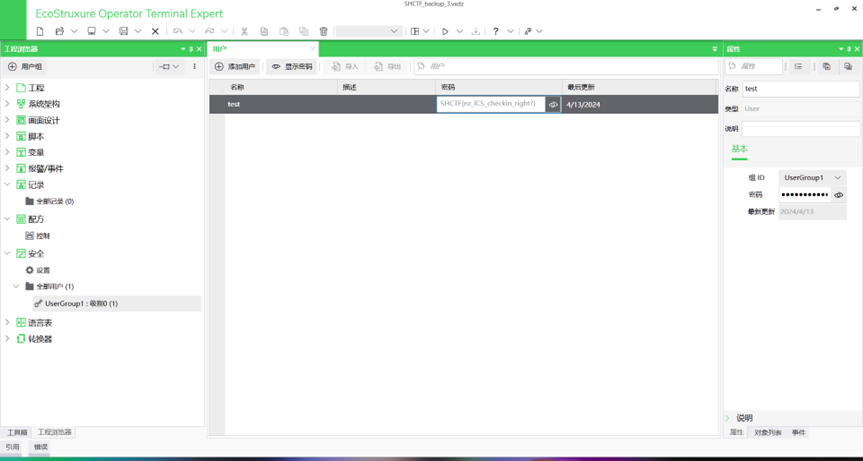 SHCTF_backup_3.vxdz
EcoStruxure Operator Terminal Expert
工程浏览器
用户组
工程
系统架构
画面设计
脚本
变量
报警/事件
记录
全部记录 (0)
配方
控制
安全
设置
全部用户 (1)
UserGroup1 : 级别0 (1)
语言表
转换器
工具箱 工程浏览器
引用 错误
用户
添加用户 显示密码 导入 导出 用户
名称 描述 密码 最后更新
test SHCTF{ez_ICS_checkin_right?} 4/13/2024
属性
属性
名称 test
类型 User
说明
基本
组 ID UserGroup1
密码 ••••••••••••
最新更新 2024/4/13
说明
属性 对象列表 事件